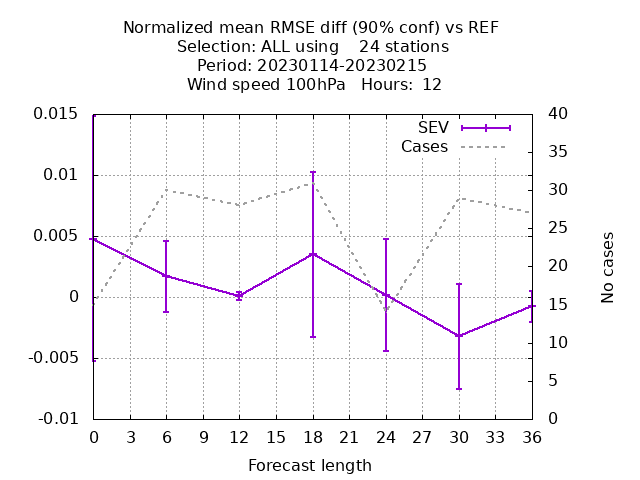 Normalized mean RMSE diff (90% conf) vs REF
Selection: ALL using    24 stations
Period: 20230114-20230215
Wind speed 100hPa   Hours:  12
SEV
Cases
0.015
0.01
0.005
0
-0.005
-0.01
40
35
30
25
20
15
10
5
0
No cases
0 3 6 9 12 15 18 21 24 27 30 33 36
Forecast length